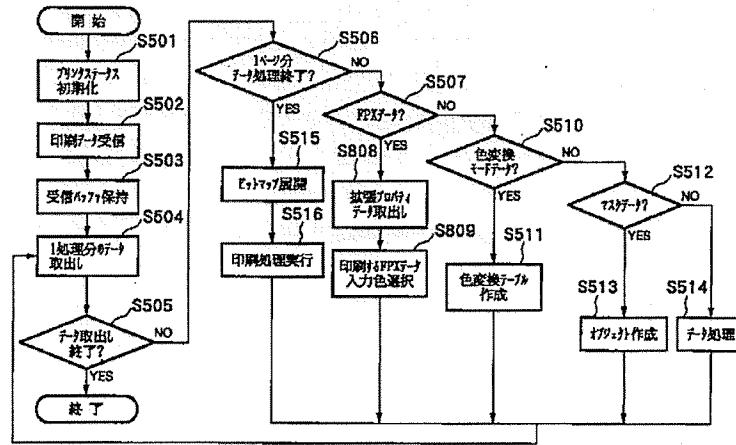 開 始
S501
プリンタステータス
初期化
S502
印刷データ受信
S503
受信バッファ保持
S504
1処理分のデータ
取出し
S505
データ取出し
終了?
NO
YES
終 了
S506
1ページ分
データ処理終了?
NO
YES
S515
ビットマップ展開
S516
印刷処理実行
S507
FPXデータ?
NO
YES
S808
拡張プロパティ
データ取出し
S809
印刷するFPXデータ
入力色選択
S510
色変換
モードデータ?
NO
YES
S511
色変換テーブル
作成
S512
マスクデータ?
NO
YES
S513
オブジェクト作成
S514
データ処理